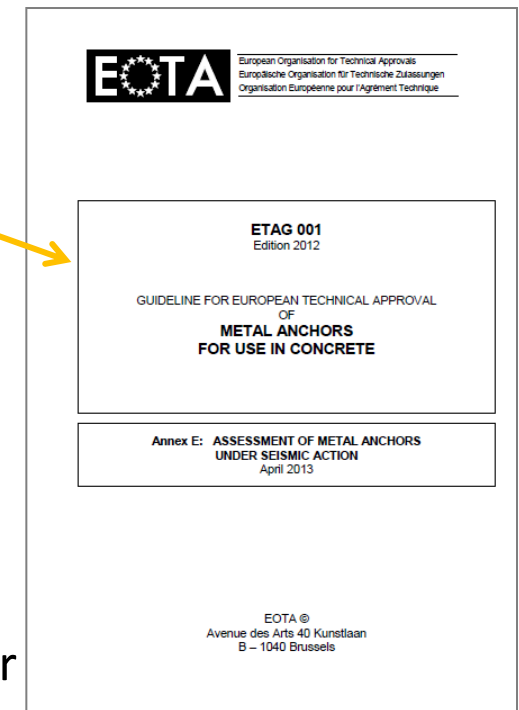 EOTA
European Organisation for Technical Approvals
Europäische Organisation für Technische Zulassungen
Organisation Européenne pour l'Agrément Technique
ETAG 001
Edition 2012
GUIDELINE FOR EUROPEAN TECHNICAL APPROVAL
OF
METAL ANCHORS
FOR USE IN CONCRETE
Annex E: ASSESSMENT OF METAL ANCHORS
UNDER SEISMIC ACTION
April 2013
EOTA ©
Avenue des Arts 40 Kunstlaan
B – 1040 Brussels
r